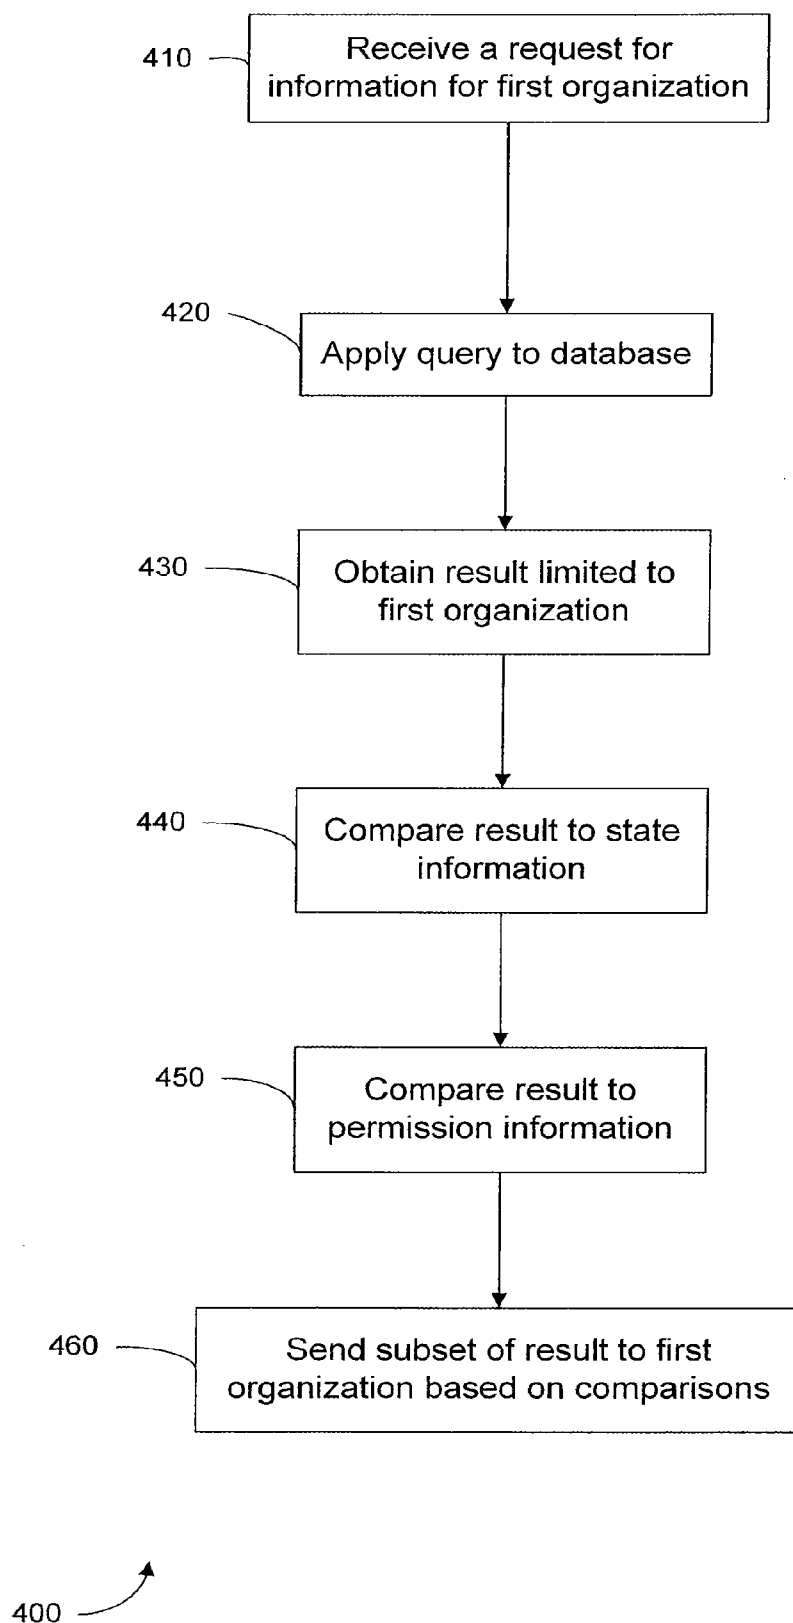 410
Receive a request for
information for first organization
420
Apply query to database
430
Obtain result limited to
first organization
440
Compare result to state
information
450
Compare result to
permission information
460
Send subset of result to first
organization based on comparisons
400